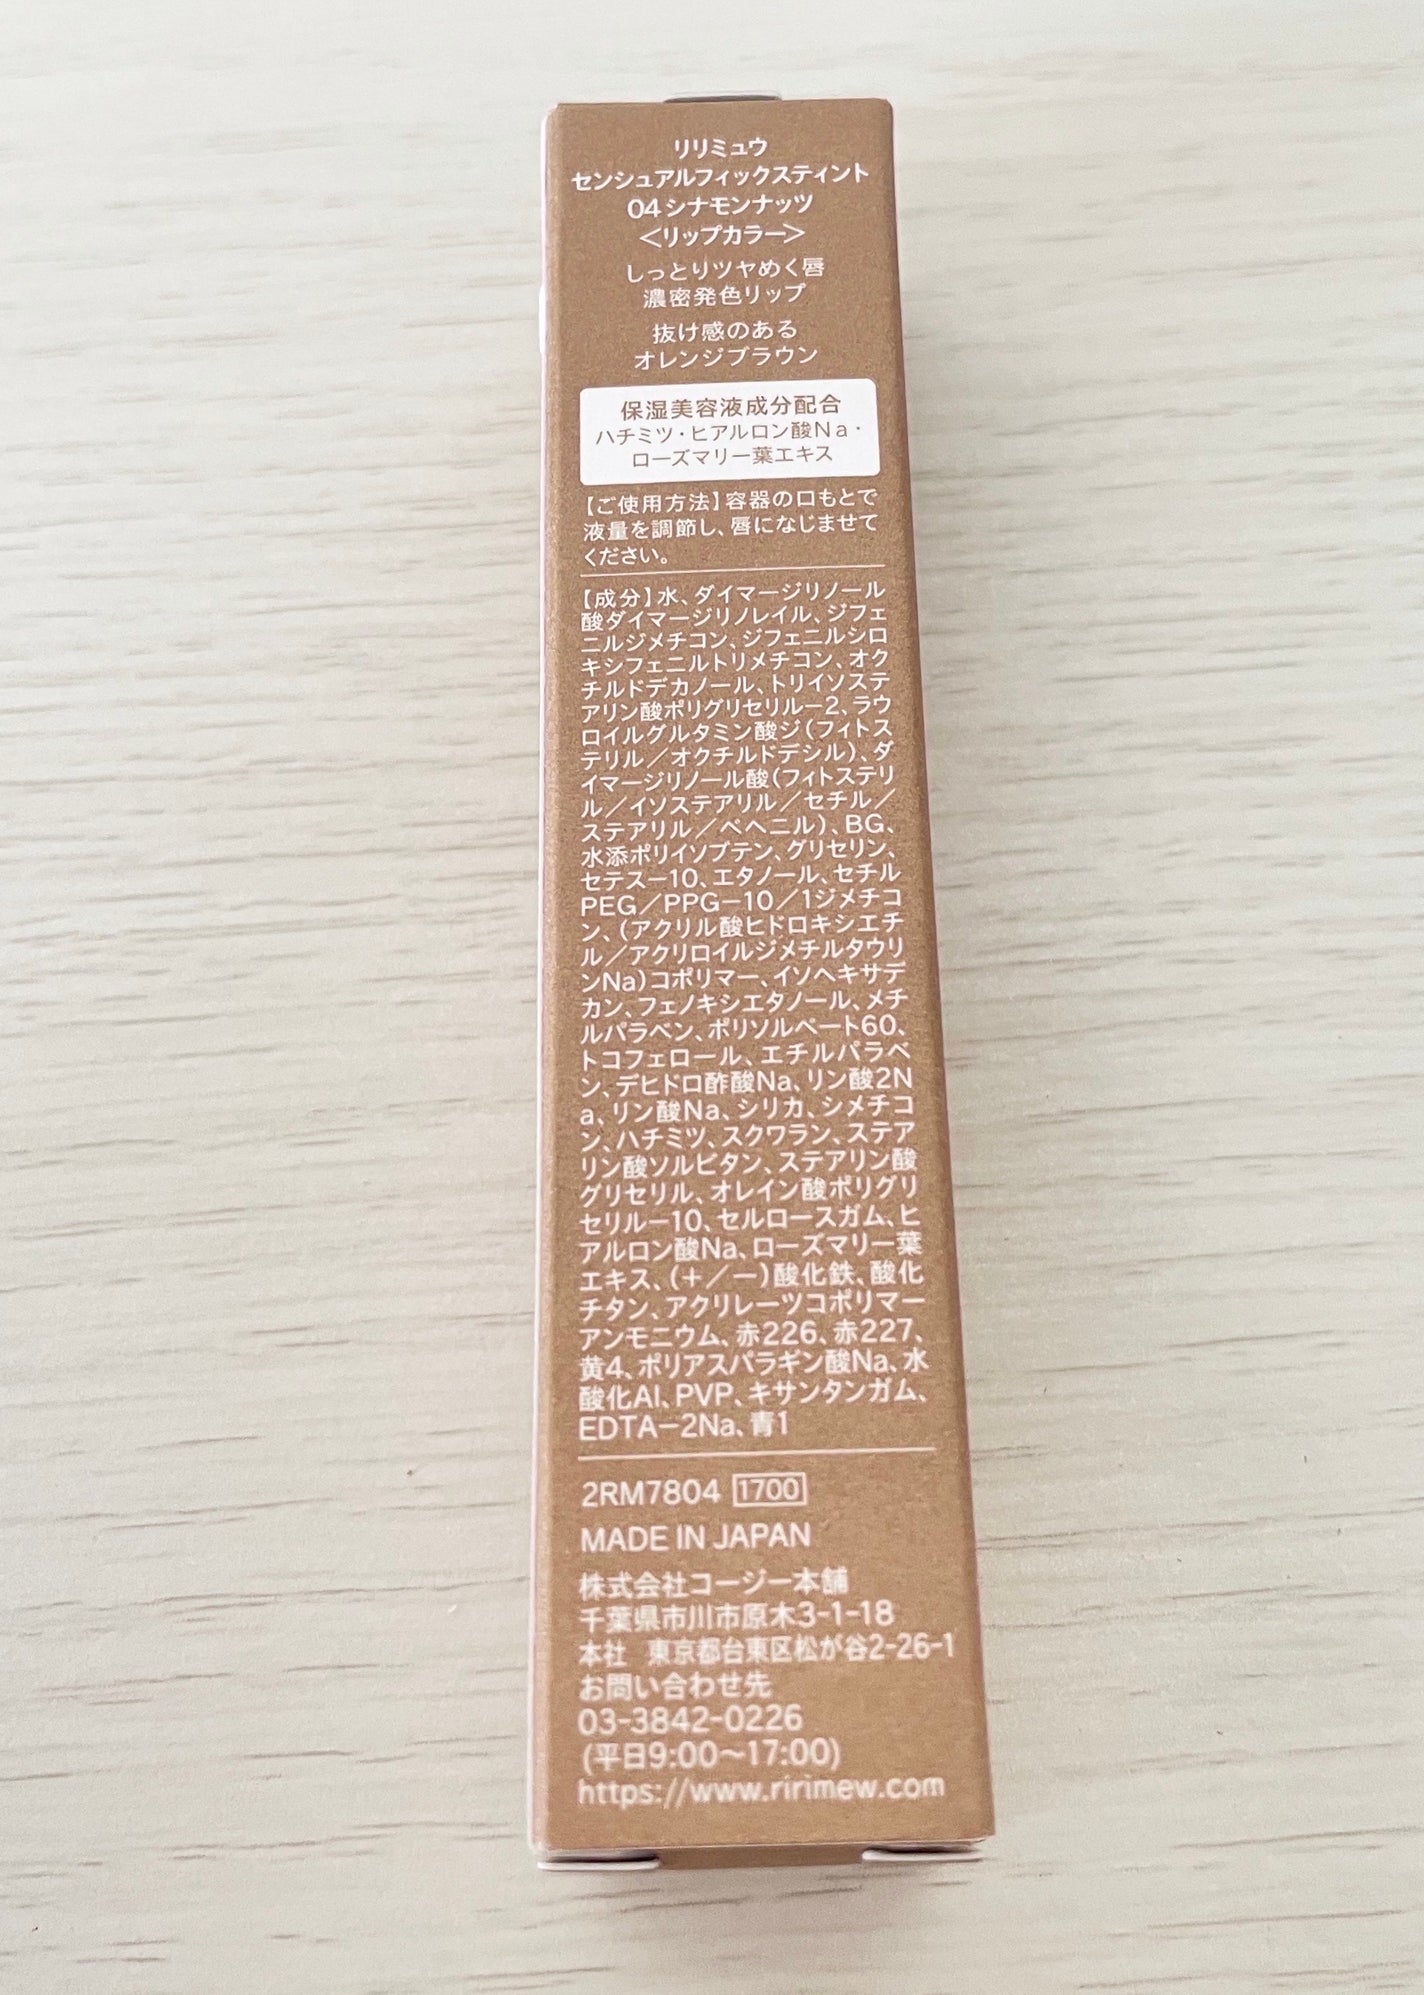 リリミュウ
センシュアルフィックスティント
04シナモンナッツ
＜リップカラー＞
しっとりツヤめく唇
濃密発色リップ
抜け感のある
オレンジブラウン
保湿美容液成分配合
ハチミツ・ヒアルロン酸Na・
ローズマリー葉エキス
【ご使用方法】容器の口もとで
液量を調節し、唇になじませて
ください。
【成分】水、ダイマージリノール
酸ダイマージリノレイル、ジフェ
ニルジメチコン、ジフェニルシロ
キシフェニルトリメチコン、オク
チルドデカノール、トリイソステ
アリン酸ポリグリセリル－2、ラウ
ロイルグルタミン酸ジ（フィトス
テリル／オクチルドデシル）、ダ
イマージリノール酸（フィトステリ
ル／イソステアリル／セチル／
ステアリル／ベヘニル）、BG、
水添ポリイソブテン、グリセリン、
セテス－10、エタノール、セチル
PEG／PPG－10／1ジメチコ
ン、（アクリル酸ヒドロキシエチ
ル／アクリロイルジメチルタウリ
ンNa）コポリマー、イソヘキサデ
カン、フェノキシエタノール、メチ
ルパラベン、ポリソルベート60、
トコフェロール、エチルパラベ
ン、デヒドロ酢酸Na、リン酸2N
a、リン酸Na、シリカ、シメチコ
ン、ハチミツ、スクワラン、ステア
リン酸ソルビタン、ステアリン酸
グリセリル、オレイン酸ポリグリ
セリル－10、セルロースガム、ヒ
アルロン酸Na、ローズマリー葉
エキス、（＋／－）酸化鉄、酸化
チタン、アクリレーツコポリマー
アンモニウム、赤226、赤227、
黄4、ポリアスパラギン酸Na、水
酸化Al、PVP、キサンタンガム、
EDTA－2Na、青1
2RM7804 1700
MADE IN JAPAN
株式会社コージー本舗
千葉県市川市原木3-1-18
本社 東京都台東区松が谷2-26-1
お問い合わせ先
03-3842-0226
(平日9:00～17:00)
https://www.ririmew.com